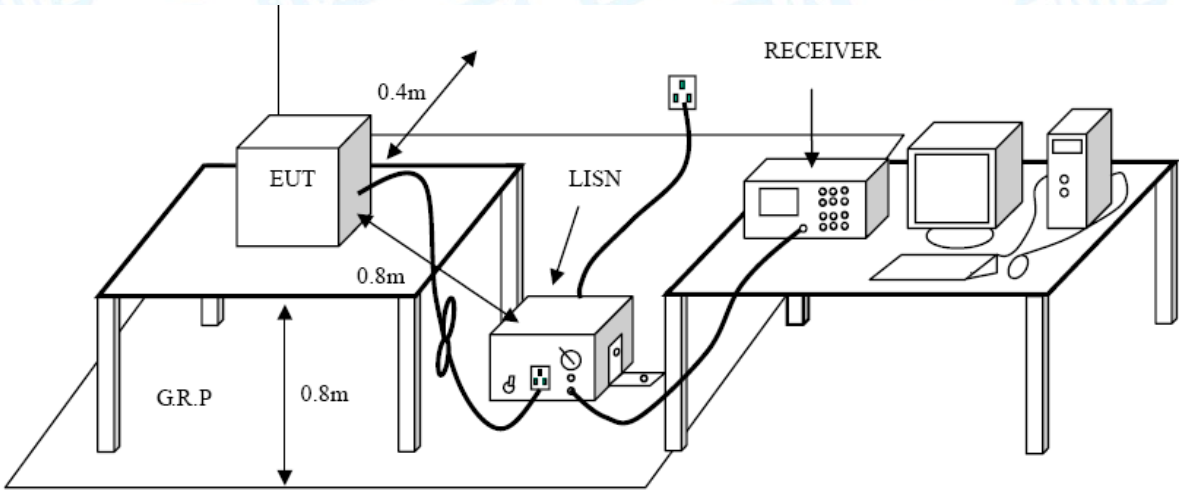 RECEIVER
0.4m
EUT
LISN
0.8m
G.R.P
0.8m